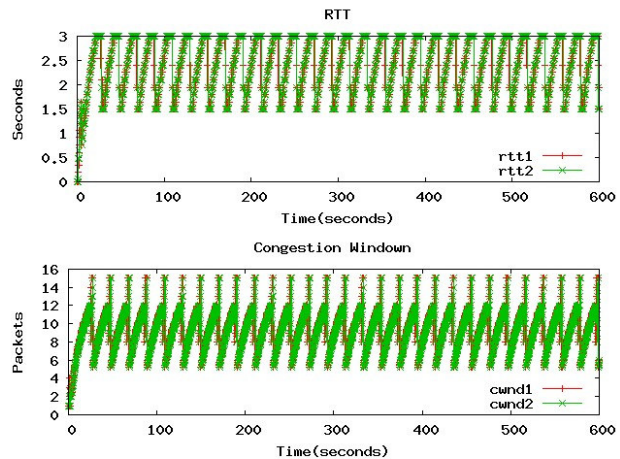 RTT
3
2.5
2
1.5
1
0.5
0
Seconds
0 100 200 300 400 500 600
Time(seconds)
rtt1
rtt2
Congestion Windown
16
14
12
10
8
6
4
2
0
Packets
0 100 200 300 400 500 600
Time(seconds)
cwnd1
cwnd2